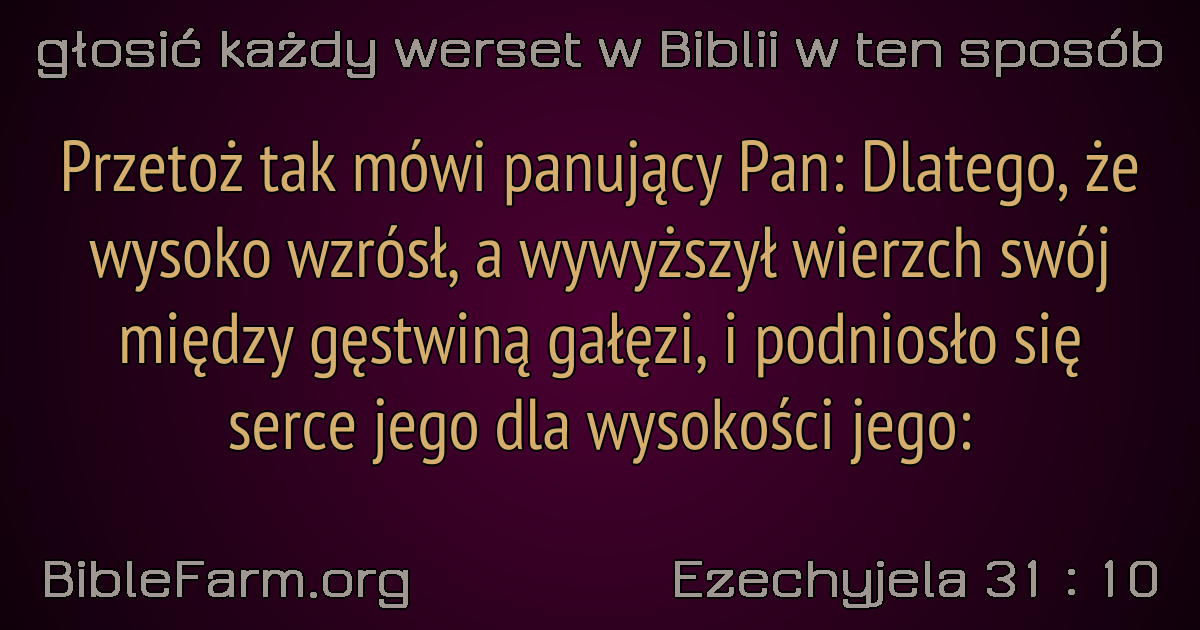 głosić każdy werset w Biblii w ten sposób
Przetoż tak mówi panujący Pan: Dlatego, że
wysoko wzrósł, a wywyższył wierzch swój
między gęstwiną gałęzi, i podniosło się
serce jego dla wysokości jego:
BibleFarm.org
Ezechyjela 31 : 10